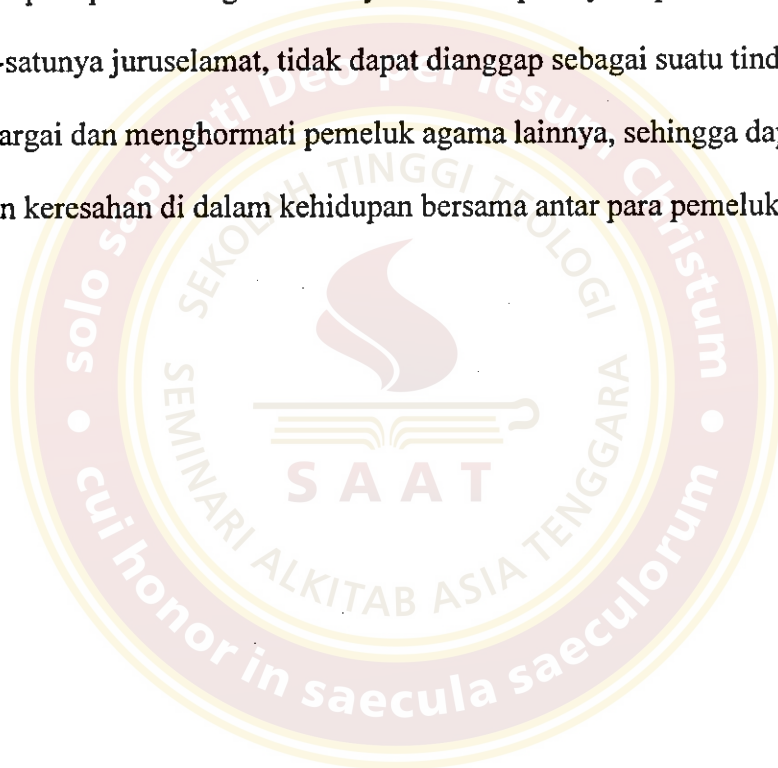 -satunya juruselamat, tidak dapat dianggap sebagai suatu tind
argai dan menghormati pemeluk agama lainnya, sehingga da
n keresahan di dalam kehidupan bersama antar para pemeluk
solo sapienti Deo per Iesum Christum
SEKOLAH TINGGI TEOLOGI
SEMINARI ALKITAB ASIA TENGGARA
SAAT
cui honor in saecula saeculorum